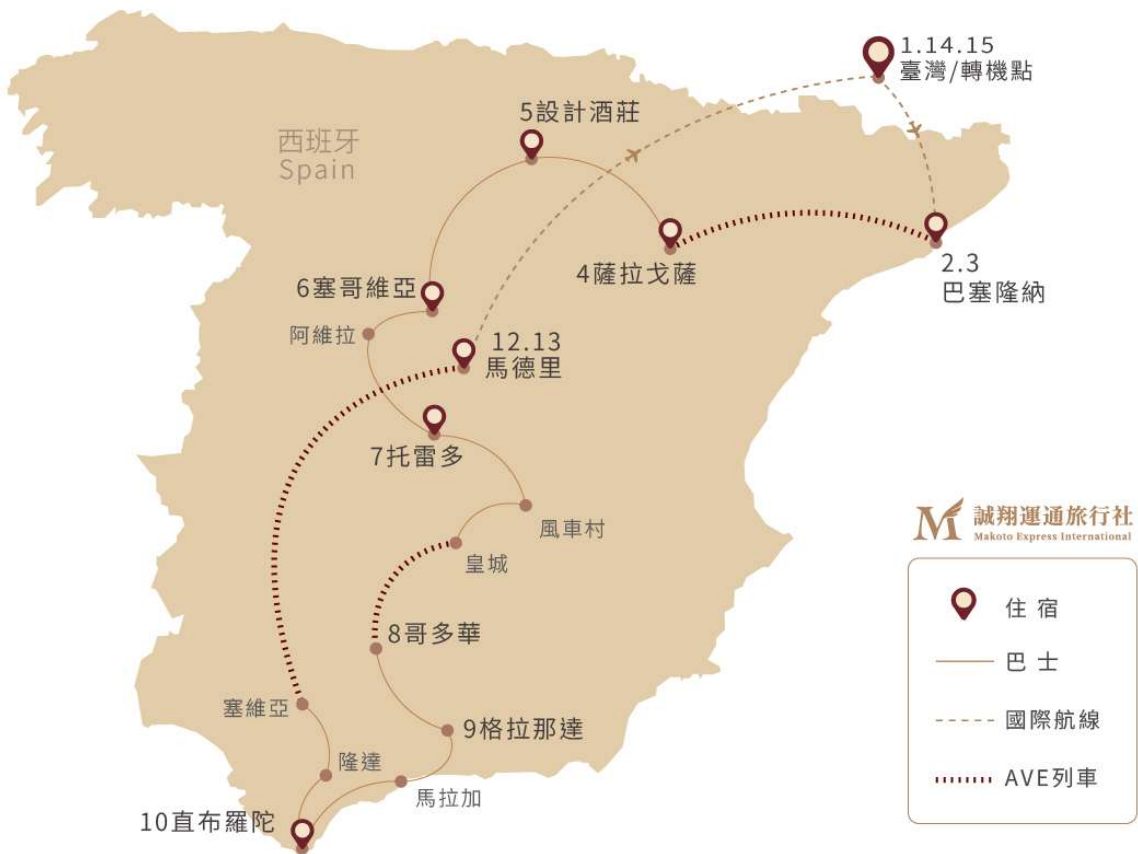 1.14.15
臺灣/轉機點
5設計酒莊
西班牙
Spain
4薩拉戈薩
2.3
巴塞隆納
6塞哥維亞
阿維拉
12.13
馬德里
7托雷多
風車村
皇城
8哥多華
塞維亞
9格拉那達
隆達
馬拉加
10直布羅陀
M 誠翔運通旅行社
Makoto Express International
住宿
巴士
國際航線
AVE列車